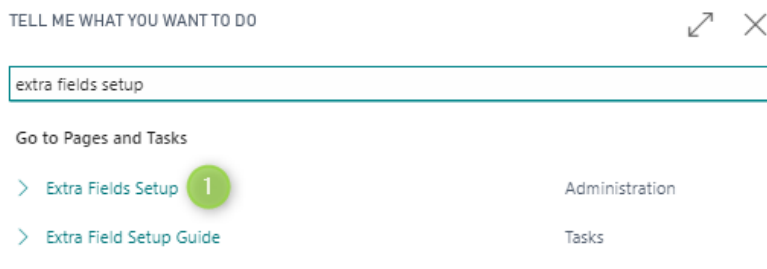 TELL ME WHAT YOU WANT TO DO
extra fields setup
Go to Pages and Tasks
Extra Fields Setup 1 Administration
Extra Field Setup Guide Tasks